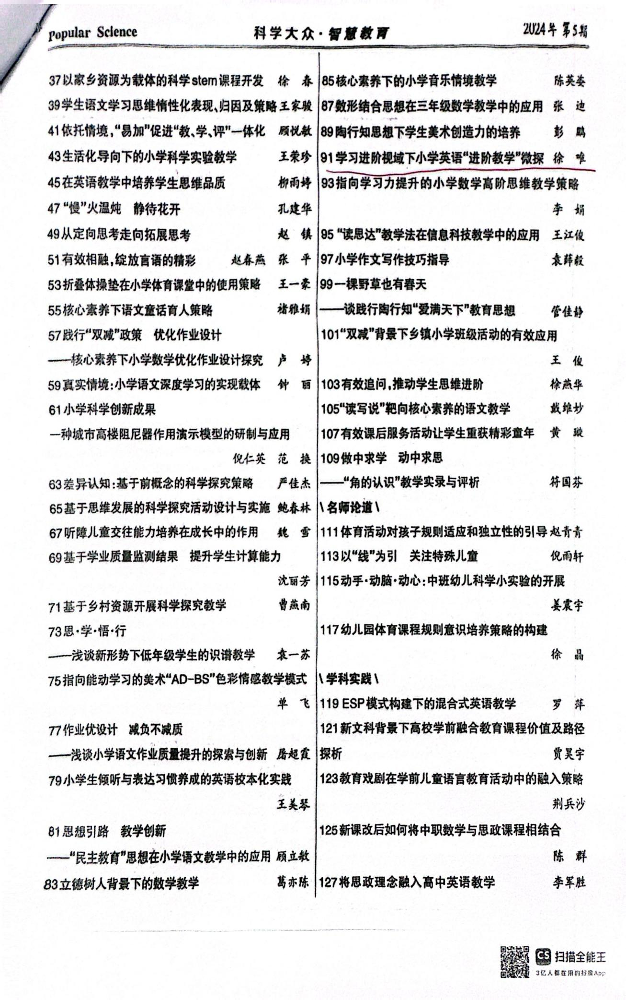 Popular Science
科学大众·智慧教育
2024年 第5期
37以家乡资源为载体的科学stem课程开发 徐 春
39学生语文学习思维惰性化表现、归因及策略 王家骏
41依托情境,“易加”促进“教、学、评”一体化 顾悦敏
43生活化导向下的小学科学实验教学 王荣珍
45在英语教学中培养学生思维品质 柳雨婷
47“慢”火温炖 静待花开 孔建华
49从定向思考走向拓展思考 赵 镇
51有效相融,绽放言语的精彩 赵春燕 张 平
53折叠体操垫在小学体育课堂中的使用策略 王一豪
55核心素养下语文童话育人策略 褚雅娟
57践行“双减”政策 优化作业设计
——核心素养下小学数学优化作业设计探究 卢 婷
59真实情境:小学语文深度学习的实现载体 钟 丽
61小学科学创新成果
一种城市高楼阻尼器作用演示模型的研制与应用
倪仁英 范 换
63差异认知:基于前概念的科学探究策略 严佳杰
65基于思维发展的科学探究活动设计与实施 鲍春林
67听障儿童交往能力培养在成长中的作用 魏 雪
69基于学业质量监测结果 提升学生计算能力
沈丽芳
71基于乡村资源开展科学探究教学 曹燕南
73思·学·悟·行
——浅谈新形势下低年级学生的识谱教学 袁一苏
75指向能动学习的美术“AD-BS”色彩情感教学模式
单 飞
77作业优设计 减负不减质
——浅谈小学语文作业质量提升的探索与创新 屠超霞
79小学生倾听与表达习惯养成的英语校本化实践
王美琴
81思想引路 教学创新
——“民主教育”思想在小学语文教学中的应用 顾立敏
83立德树人背景下的数学教学 葛亦陈
85核心素养下的小学音乐情境教学 陈英姿
87数形结合思想在三年级数学教学中的应用 张 迪
89陶行知思想下学生美术创造力的培养 彭 鹏
91学习进阶视域下小学英语“进阶教学”微探 徐 唯
93指向学习力提升的小学数学高阶思维教学策略
李 娟
95“读思达”教学法在信息科技教学中的应用 王江俊
97小学作文写作技巧指导 袁薛毅
99一棵野草也有春天
——谈践行陶行知“爱满天下”教育思想 管佳静
101“双减”背景下乡镇小学班级活动的有效应用
王 俊
103有效追问,推动学生思维进阶 徐燕华
105“读写说”靶向核心素养的语文教学 戴维妙
107有效课后服务活动让学生重获精彩童年 黄 璇
109做中求学 动中求思
——“角的认识”教学实录与评析 符国芬
\ 名师论道 \
111体育活动对孩子规则适应和独立性的引导 赵青青
113以“线”为引 关注特殊儿童 倪雨轩
115动手·动脑·动心:中班幼儿科学小实验的开展
姜震宇
117幼儿园体育课程规则意识培养策略的构建
徐 晶
\ 学科实践 \
119 ESP模式构建下的混合式英语教学 罗 萍
121新文科背景下高校学前融合教育课程价值及路径
探析 贾昊宇
123教育戏剧在学前儿童语言教育活动中的融入策略
荆兵沙
125新课改后如何将中职数学与思政课程相结合
陈 群
127将思政理念融入高中英语教学 李军胜
CS 扫描全能王
3亿人都在用的扫描App